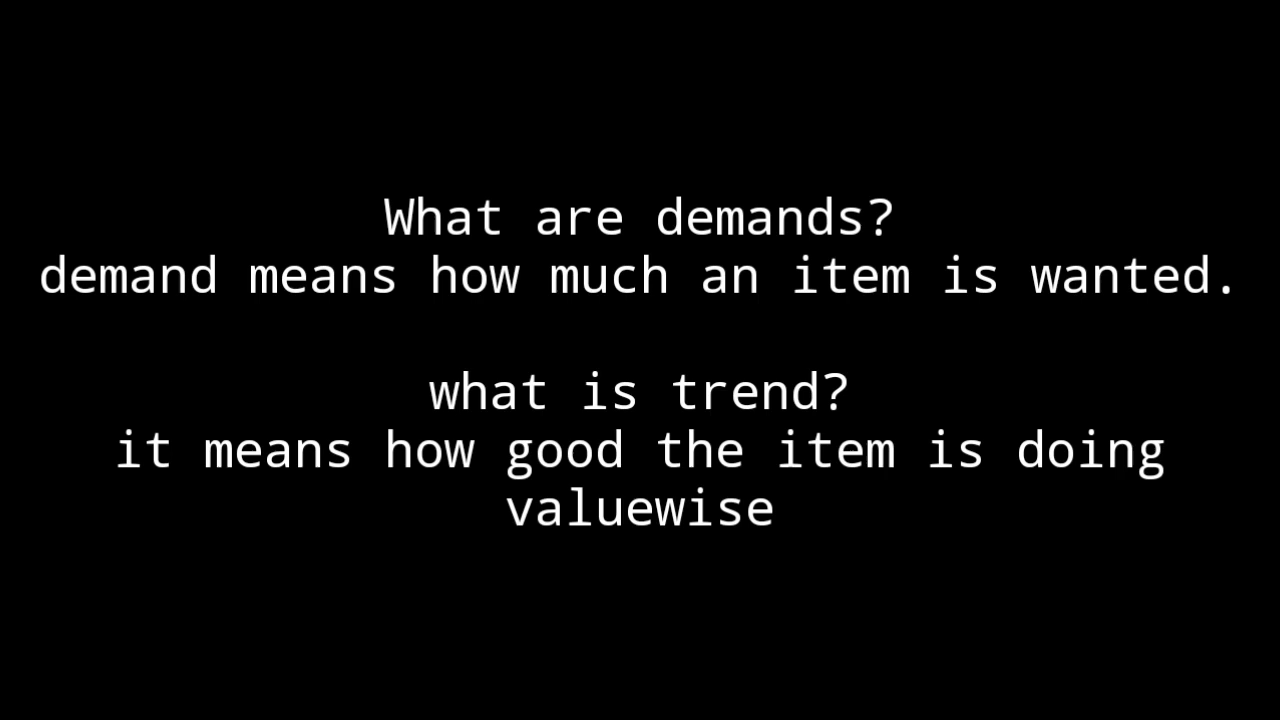 What are demands?
demand means how much an item is wanted.
what is trend?
it means how good the item is doing
valuewise